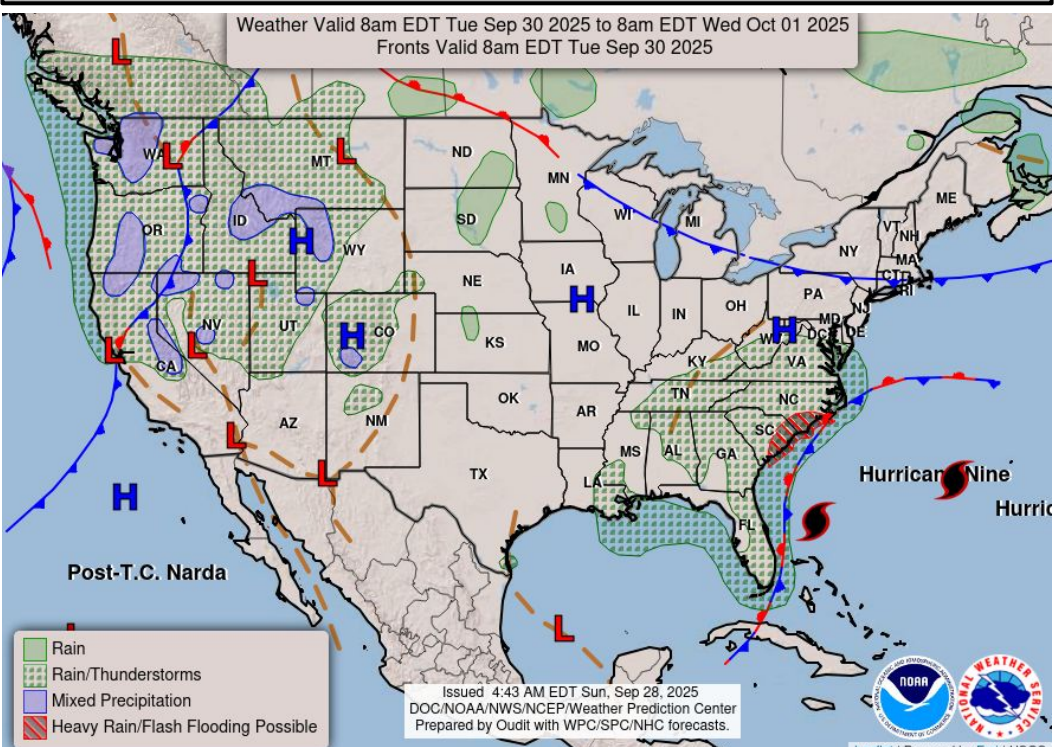 Weather Valid 8am EDT Tue Sep 30 2025 to 8am EDT Wed Oct 01 2025
Fronts Valid 8am EDT Tue Sep 30 2025
L
WA
L
MT
L
ND
MN
ME
OR
ID
H
WY
SD
WI
MI
VT
NH
NY
MA
CT
RI
L
NE
IA
H
IL
IN
OH
PA
NJ
MD
DE
DC
H
NV
L
UT
H
CO
KS
MO
KY
VA
L
CA
TN
NC
OK
AR
SC
AZ
NM
L
MS
AL
GA
L
TX
LA
H
FL
Hurrican Nine
Hurric
Post-T.C. Narda
L
Rain
Rain/Thunderstorms
Mixed Precipitation
Heavy Rain/Flash Flooding Possible
Issued 4:43 AM EDT Sun, Sep 28, 2025
DOC/NOAA/NWS/NCEP/Weather Prediction Center
Prepared by Oudit with WPC/SPC/NHC forecasts.
NOAA
NATIONAL WEATHER SERVICE